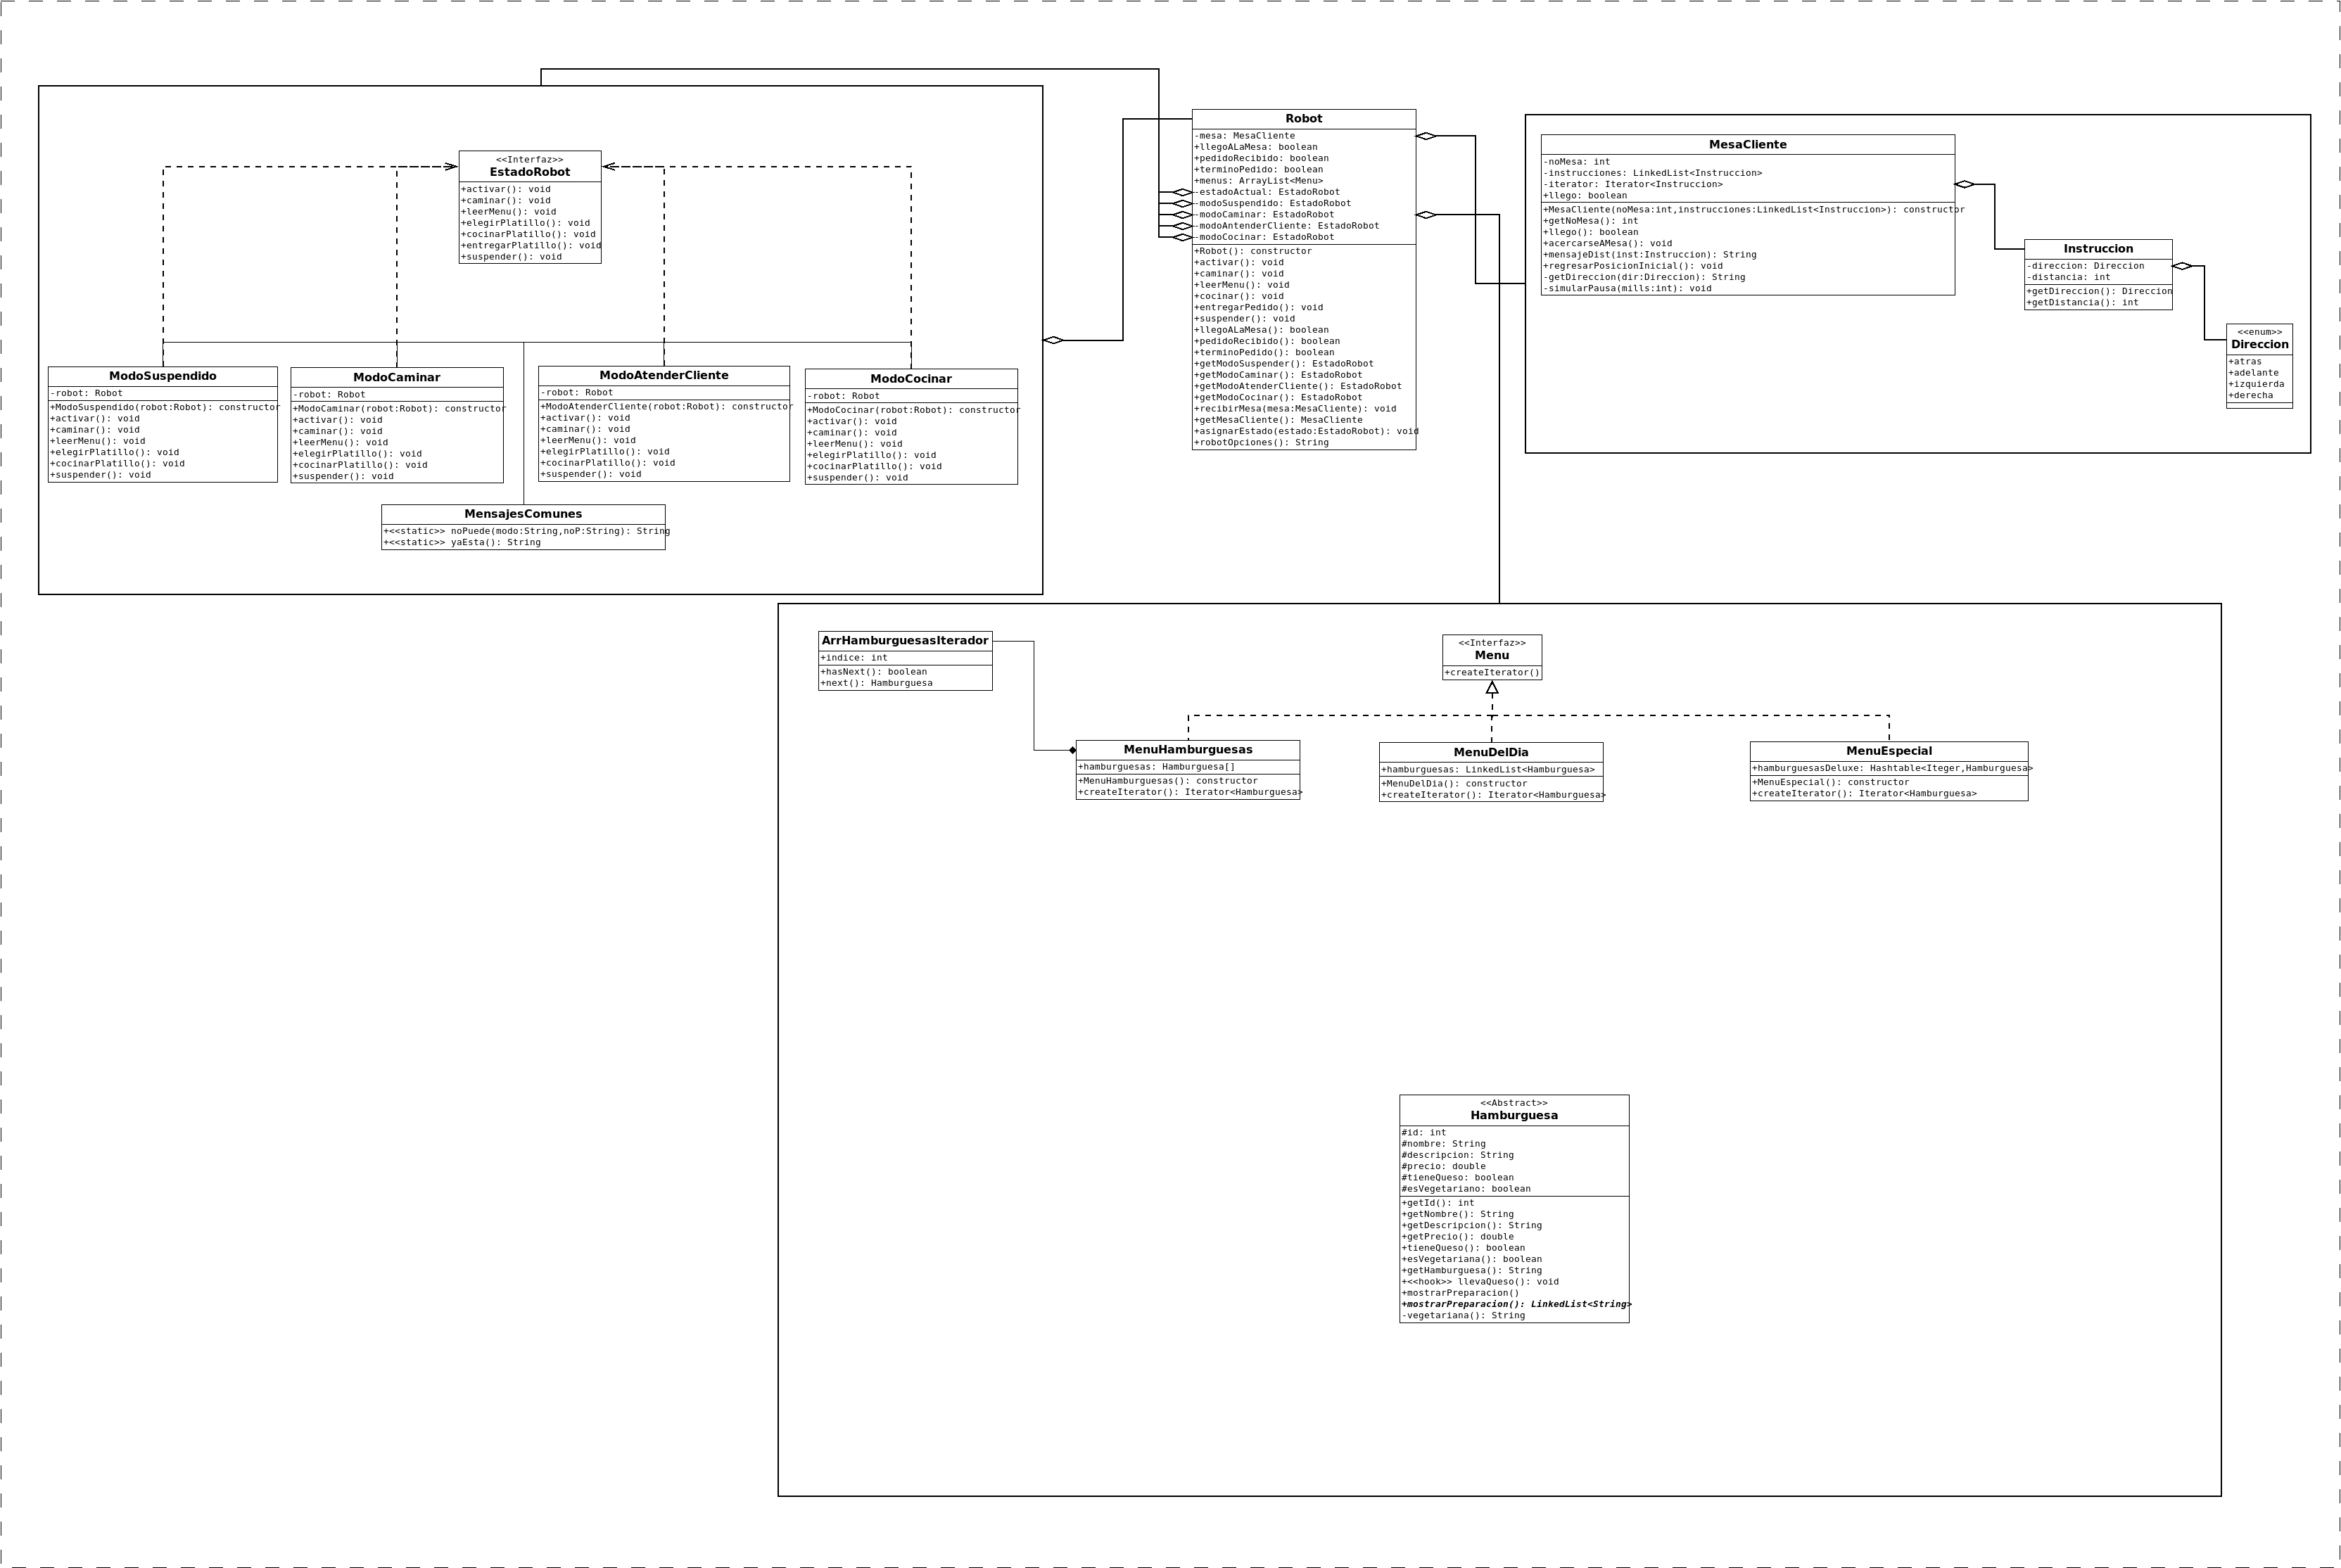 <<Interfaz>>
EstadoRobot
+activar(): void
+caminar(): void
+leerMenu(): void
+elegirPlatillo(): void
+cocinarPlatillo(): void
+entregarPlatillo(): void
+suspender(): void
ModoSuspendido
-robot: Robot
+ModoSuspendido(robot:Robot): constructor
+activar(): void
+caminar(): void
+leerMenu(): void
+elegirPlatillo(): void
+cocinarPlatillo(): void
+suspender(): void
ModoCaminar
-robot: Robot
+ModoCaminar(robot:Robot): constructor
+activar(): void
+caminar(): void
+leerMenu(): void
+elegirPlatillo(): void
+cocinarPlatillo(): void
+suspender(): void
ModoAtenderCliente
-robot: Robot
+ModoAtenderCliente(robot:Robot): constructor
+activar(): void
+caminar(): void
+leerMenu(): void
+elegirPlatillo(): void
+cocinarPlatillo(): void
+suspender(): void
ModoCocinar
-robot: Robot
+ModoCocinar(robot:Robot): constructor
+activar(): void
+caminar(): void
+leerMenu(): void
+elegirPlatillo(): void
+cocinarPlatillo(): void
+suspender(): void
MensajesComunes
+<<static>> noPuede(modo:String,noP:String): String
+<<static>> yaEsta(): String
Robot
-mesa: MesaCliente
+llegoALaMesa: boolean
+pedidoRecibido: boolean
+terminoPedido: boolean
+menus: ArrayList<Menu>
-estadoActual: EstadoRobot
-modoSuspendido: EstadoRobot
-modoCaminar: EstadoRobot
-modoAntenderCliente: EstadoRobot
-modoCocinar: EstadoRobot
+Robot(): constructor
+activar(): void
+caminar(): void
+leerMenu(): void
+cocinar(): void
+entregarPedido(): void
+suspender(): void
+llegoALaMesa(): boolean
+pedidoRecibido(): boolean
+terminoPedido(): boolean
+getModoSuspender(): EstadoRobot
+getModoCaminar(): EstadoRobot
+getModoAtenderCliente(): EstadoRobot
+getModoCocinar(): EstadoRobot
+recibirMesa(mesa:MesaCliente): void
+getMesaCliente(): MesaCliente
+asignarEstado(estado:EstadoRobot): void
+robotOpciones(): String
MesaCliente
-noMesa: int
-instrucciones: LinkedList<Instruccion>
-iterator: Iterator<Instruccion>
+llego: boolean
+MesaCliente(noMesa:int,instrucciones:LinkedList<Instruccion>): constructor
+getNoMesa(): int
+llego(): boolean
+acercarseAMesa(): void
+mensajeDist(inst:Instruccion): String
+regresarPosicionInicial(): void
-getDireccion(dir:Direccion): String
-simularPausa(mills:int): void
Instruccion
-direccion: Direccion
-distancia: int
+getDireccion(): Direccion
+getDistancia(): int
<<enum>>
Direccion
+atras
+adelante
+izquierda
+derecha
ArrHamburguesasIterador
+indice: int
+hasNext(): boolean
+next(): Hamburguesa
<<Interfaz>>
Menu
+createIterator()
MenuHamburguesas
+hamburguesas: Hamburguesa[]
+MenuHamburguesas(): constructor
+createIterator(): Iterator<Hamburguesa>
MenuDelDia
+hamburguesas: LinkedList<Hamburguesa>
+MenuDelDia(): constructor
+createIterator(): Iterator<Hamburguesa>
MenuEspecial
+hamburguesasDeluxe: Hashtable<Iteger,Hamburguesa>
+MenuEspecial(): constructor
+createIterator(): Iterator<Hamburguesa>
<<Abstract>>
Hamburguesa
#id: int
#nombre: String
#descripcion: String
#precio: double
#tieneQueso: boolean
#esVegetariano: boolean
+getId(): int
+getNombre(): String
+getDescripcion(): String
+getPrecio(): double
+tieneQueso(): boolean
+esVegetariana(): boolean
+getHamburguesa(): String
+<<hook>> llevaQueso(): void
+mostrarPreparacion()
+mostrarPreparacion(): LinkedList<String>
-vegetariana(): String